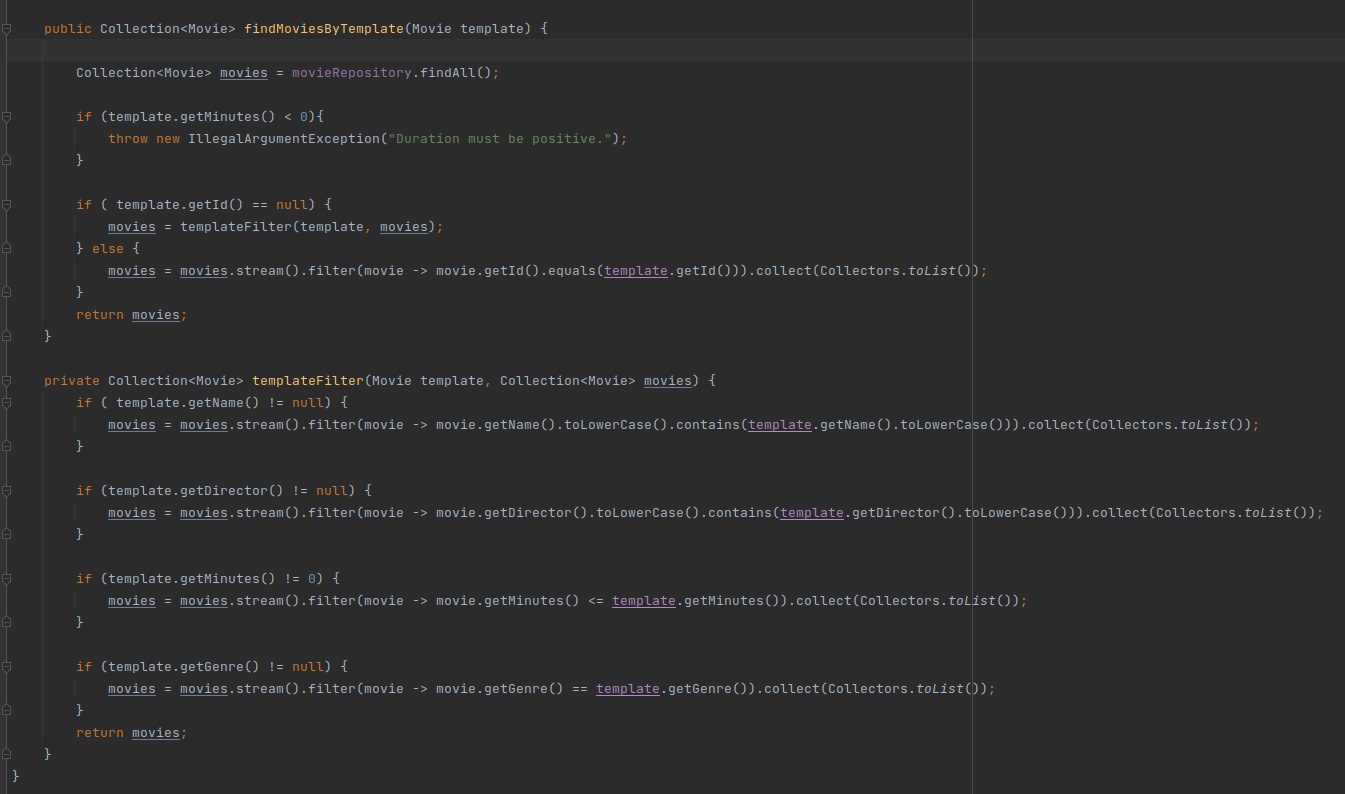 public Collection<Movie> findMoviesByTemplate(Movie template) {
Collection<Movie> movies = movieRepository.findAll();
if (template.getMinutes() < 0){
throw new IllegalArgumentException("Duration must be positive.");
}
if ( template.getId() == null) {
movies = templateFilter(template, movies);
} else {
movies = movies.stream().filter(movie -> movie.getId().equals(template.getId())).collect(Collectors.toList());
}
return movies;
}
private Collection<Movie> templateFilter(Movie template, Collection<Movie> movies) {
if ( template.getName() != null) {
movies = movies.stream().filter(movie -> movie.getName().toLowerCase().contains(template.getName().toLowerCase())).collect(Collectors.toList());
}
if (template.getDirector() != null) {
movies = movies.stream().filter(movie -> movie.getDirector().toLowerCase().contains(template.getDirector().toLowerCase())).collect(Collectors.toList());
}
if (template.getMinutes() != 0) {
movies = movies.stream().filter(movie -> movie.getMinutes() <= template.getMinutes()).collect(Collectors.toList());
}
if (template.getGenre() != null) {
movies = movies.stream().filter(movie -> movie.getGenre() == template.getGenre()).collect(Collectors.toList());
}
return movies;
}
}